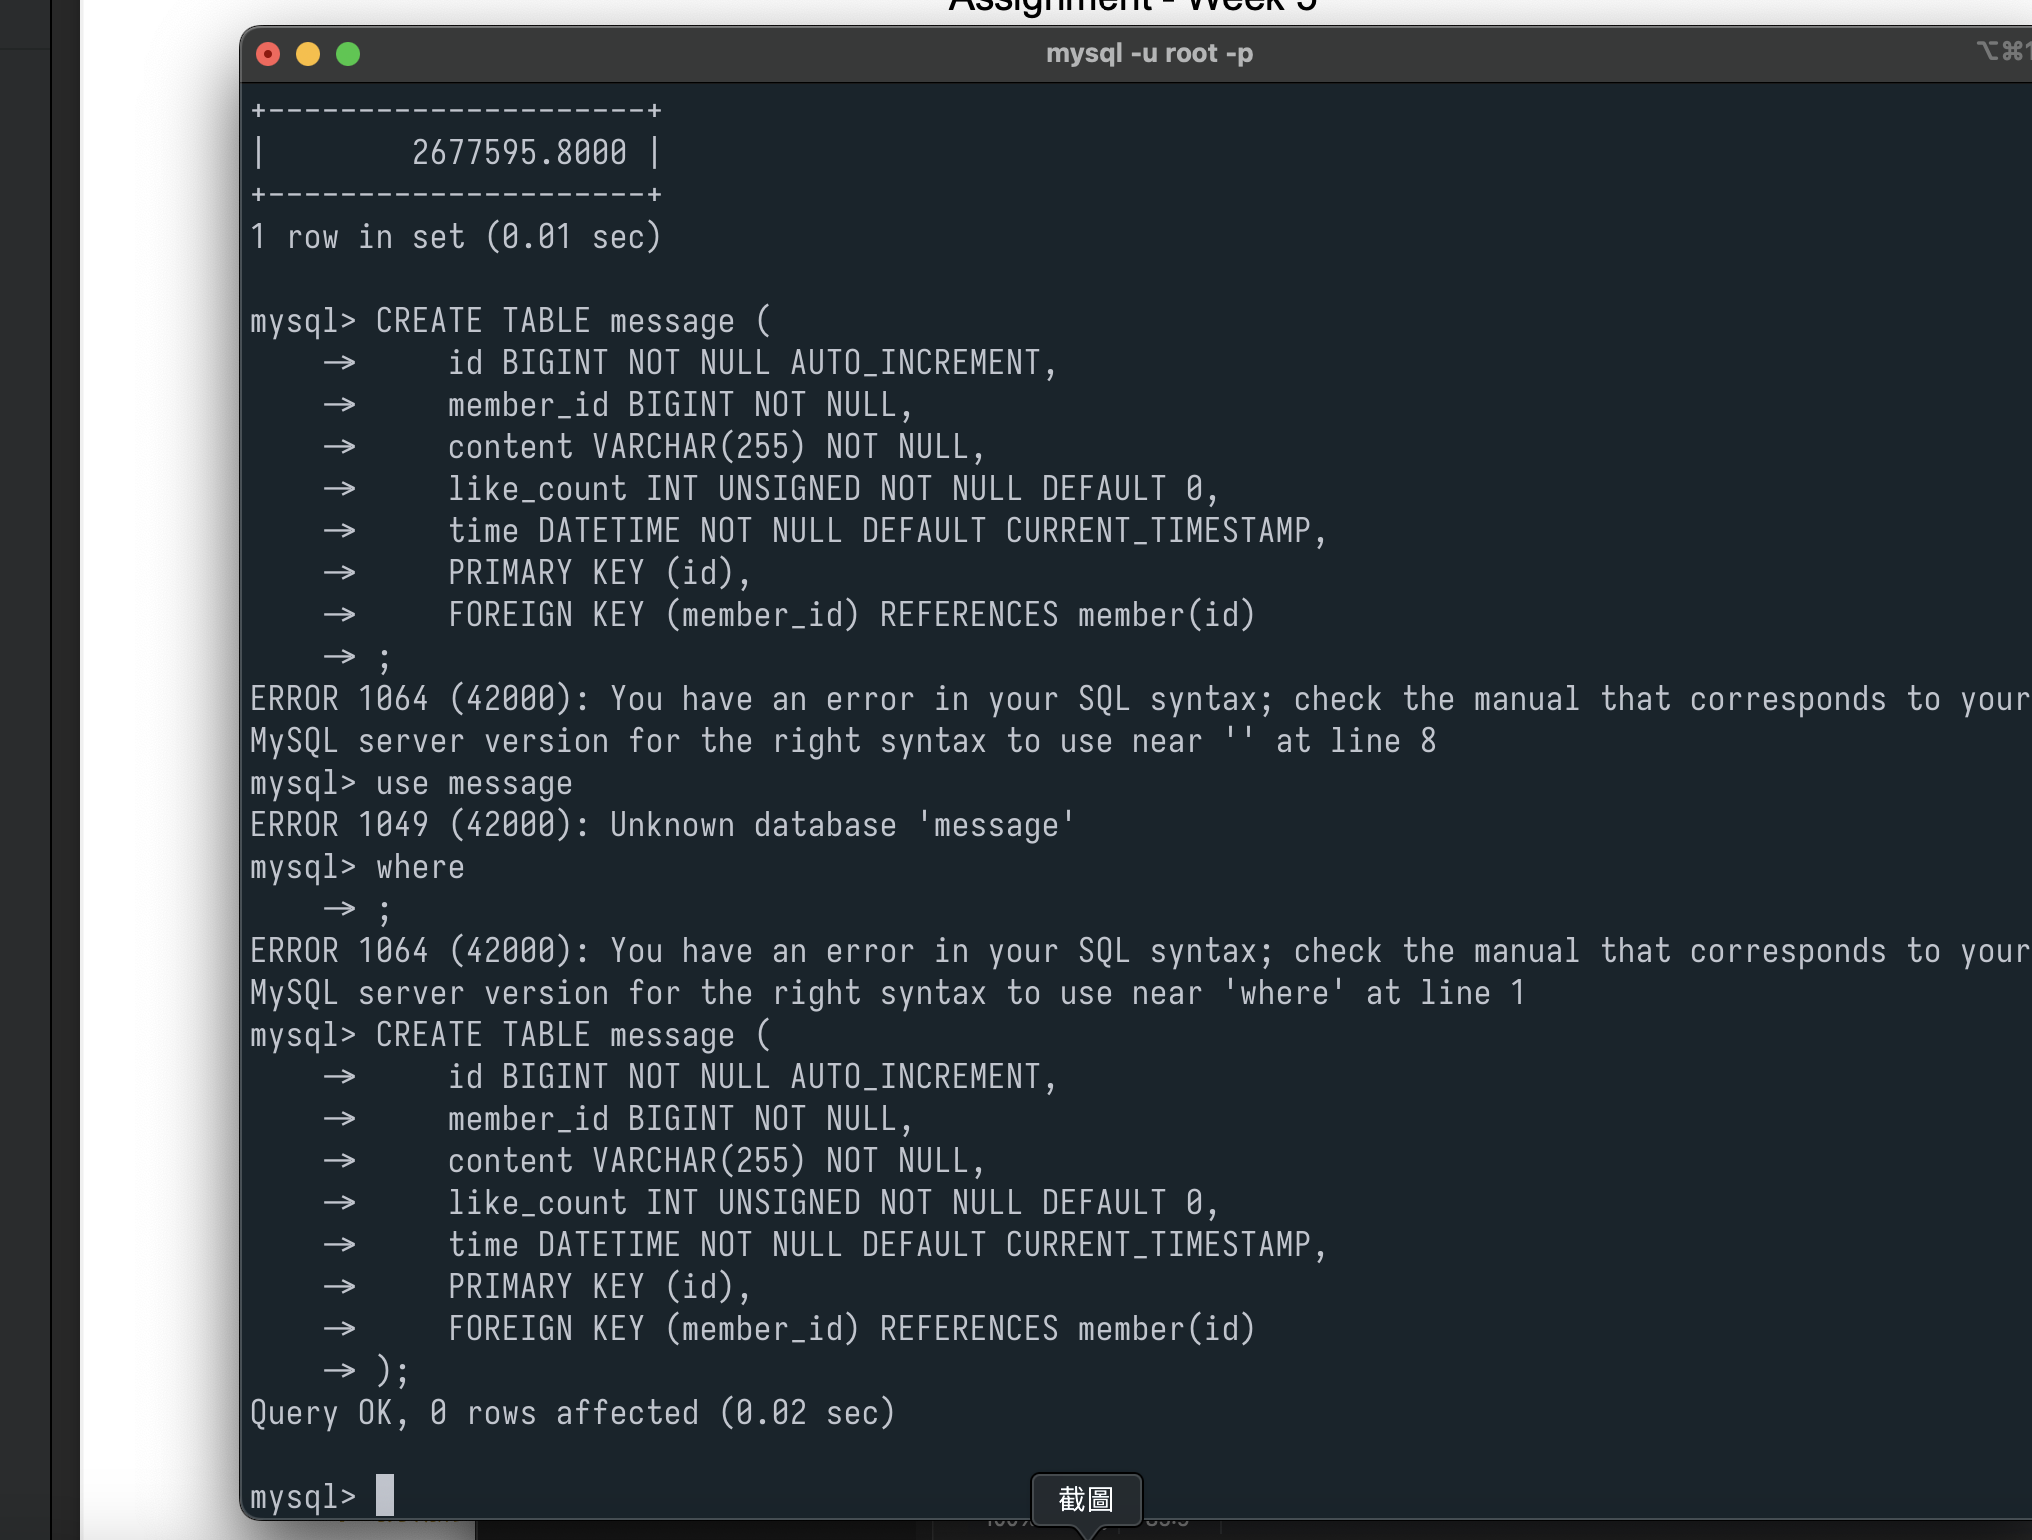 Assignment - Week 5
mysql -u root -p
⌥⌘1
+---------------------+
|        2677595.8000 |
+---------------------+
1 row in set (0.01 sec)
mysql> CREATE TABLE message (
    ->     id BIGINT NOT NULL AUTO_INCREMENT,
    ->     member_id BIGINT NOT NULL,
    ->     content VARCHAR(255) NOT NULL,
    ->     like_count INT UNSIGNED NOT NULL DEFAULT 0,
    ->     time DATETIME NOT NULL DEFAULT CURRENT_TIMESTAMP,
    ->     PRIMARY KEY (id),
    ->     FOREIGN KEY (member_id) REFERENCES member(id)
    -> ;
ERROR 1064 (42000): You have an error in your SQL syntax; check the manual that corresponds to your
MySQL server version for the right syntax to use near '' at line 8
mysql> use message
ERROR 1049 (42000): Unknown database 'message'
mysql> where
    -> ;
ERROR 1064 (42000): You have an error in your SQL syntax; check the manual that corresponds to your
MySQL server version for the right syntax to use near 'where' at line 1
mysql> CREATE TABLE message (
    ->     id BIGINT NOT NULL AUTO_INCREMENT,
    ->     member_id BIGINT NOT NULL,
    ->     content VARCHAR(255) NOT NULL,
    ->     like_count INT UNSIGNED NOT NULL DEFAULT 0,
    ->     time DATETIME NOT NULL DEFAULT CURRENT_TIMESTAMP,
    ->     PRIMARY KEY (id),
    ->     FOREIGN KEY (member_id) REFERENCES member(id)
    -> );
Query OK, 0 rows affected (0.02 sec)
mysql>
截圖